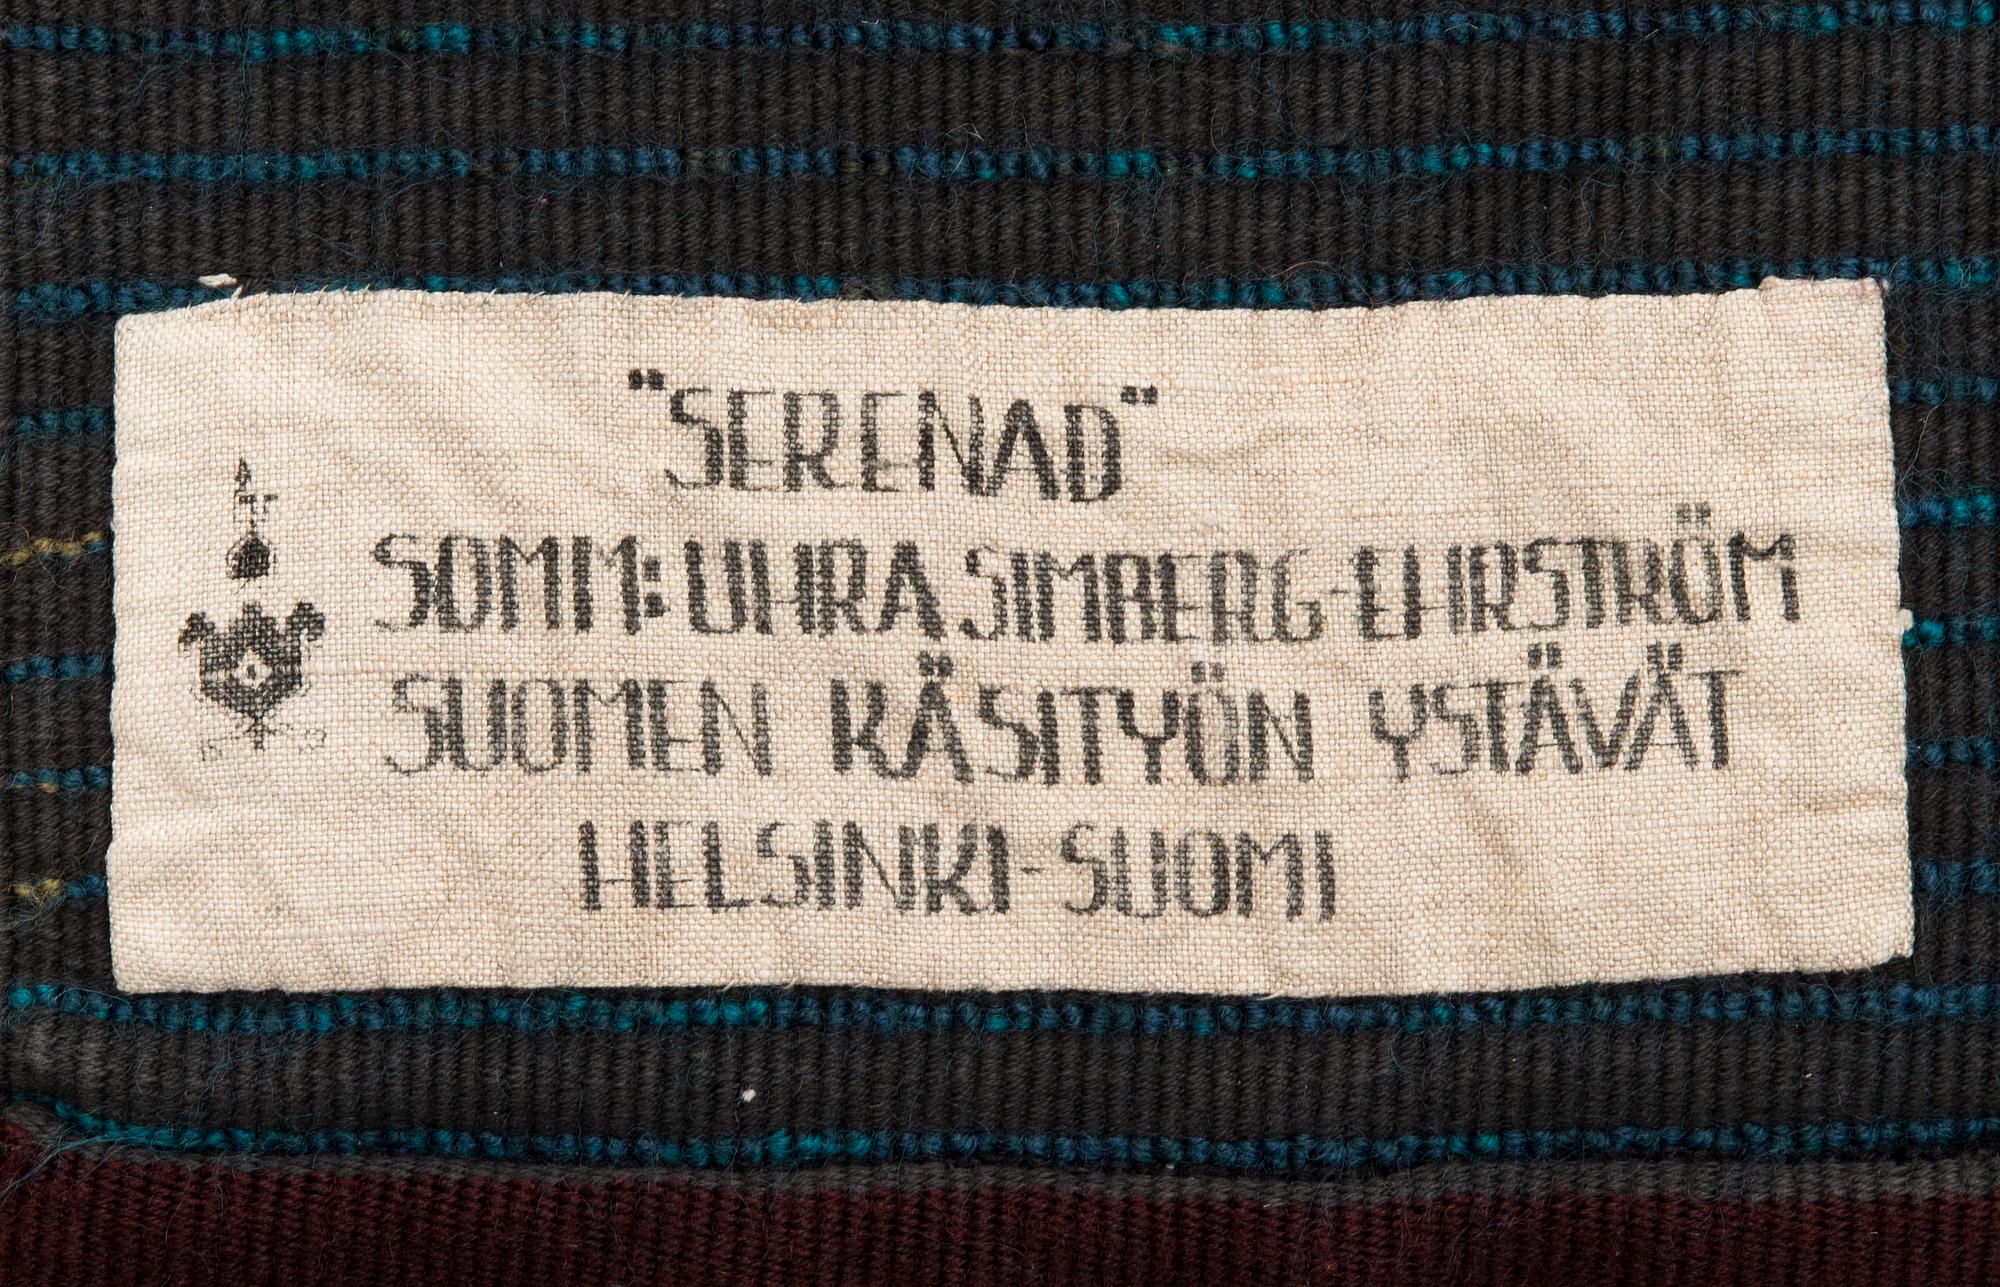 "SERENAD"
SOMM: UHRA SIMBERG-EHRSTRÖM
SUOMEN KÄSITYÖN YSTÄVÄT
HELSINKI-SUOMI